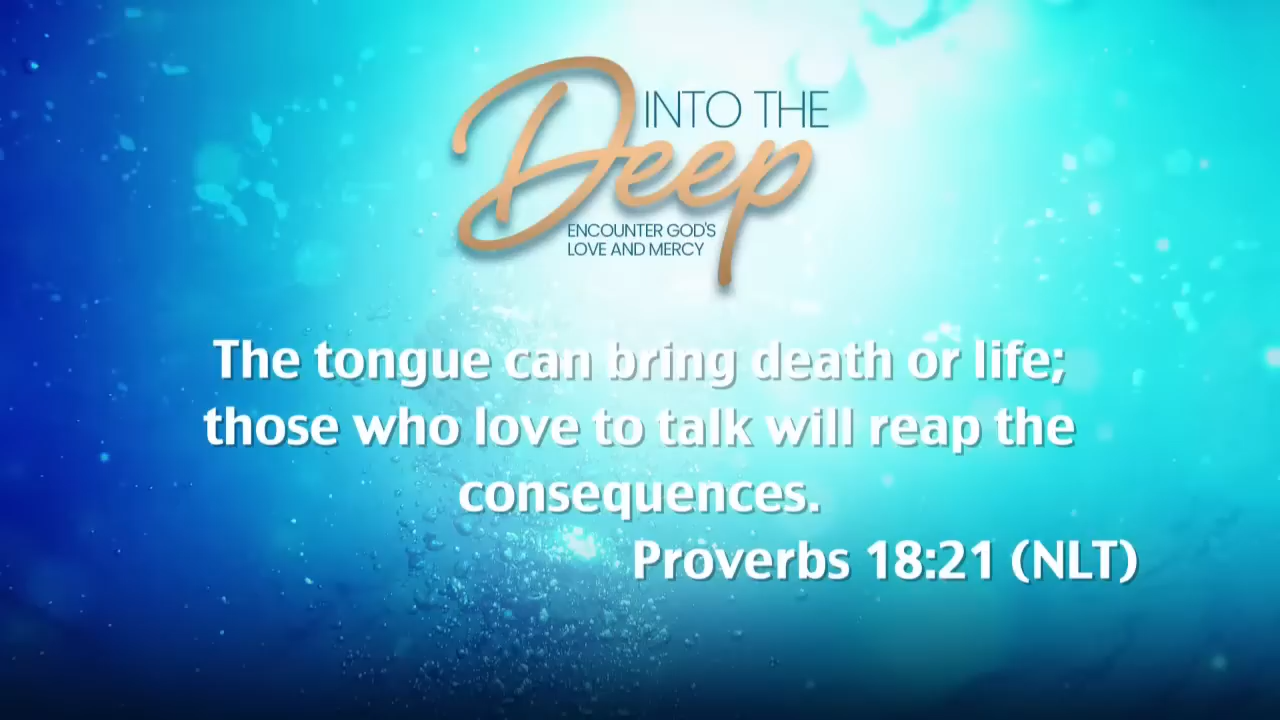 INTO THE
Deep
ENCOUNTER GOD'S
LOVE AND MERCY
The tongue can bring death or life;
those who love to talk will reap the
consequences.
Proverbs 18:21 (NLT)